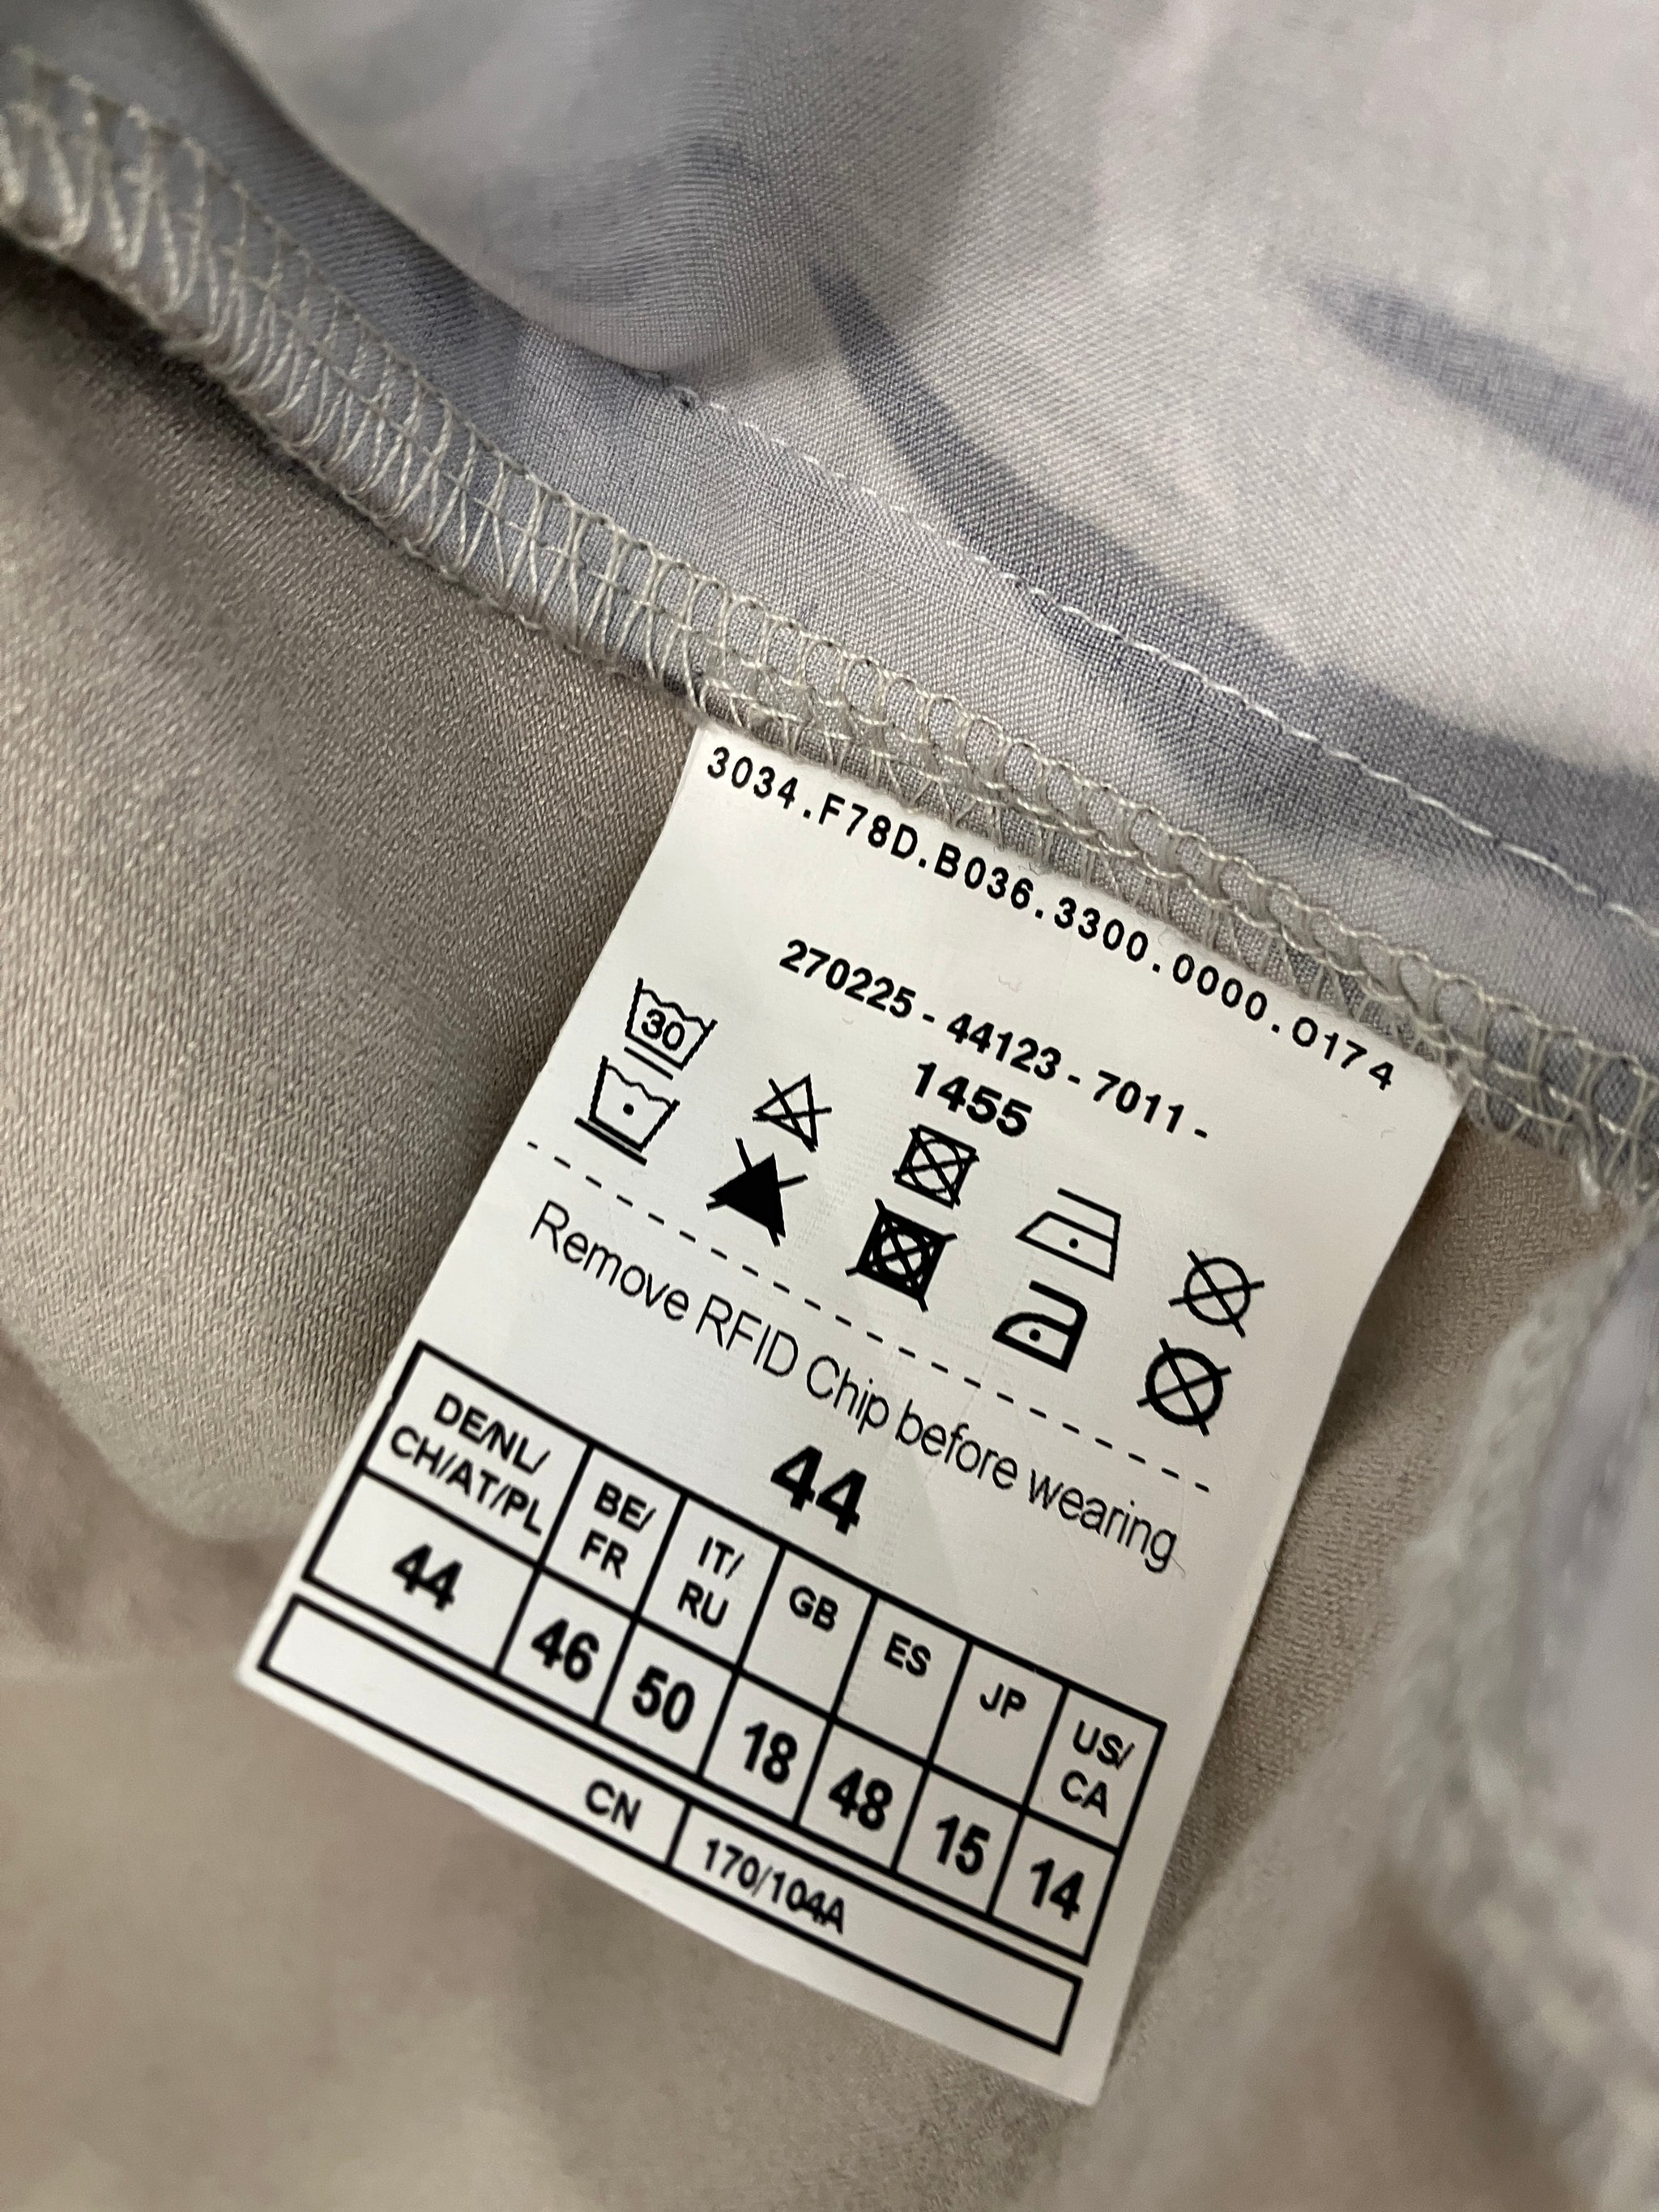 3034.F78D.B036.3300.0000.0174
270225 - 44123 - 7011 -
1455
30
Remove RFID Chip before wearing
44
DE/NL/ CH/AT/PL BE/ FR IT/ RU GB ES JP US/ CA
44 46 50 18 48 15 14
CN 170/104A